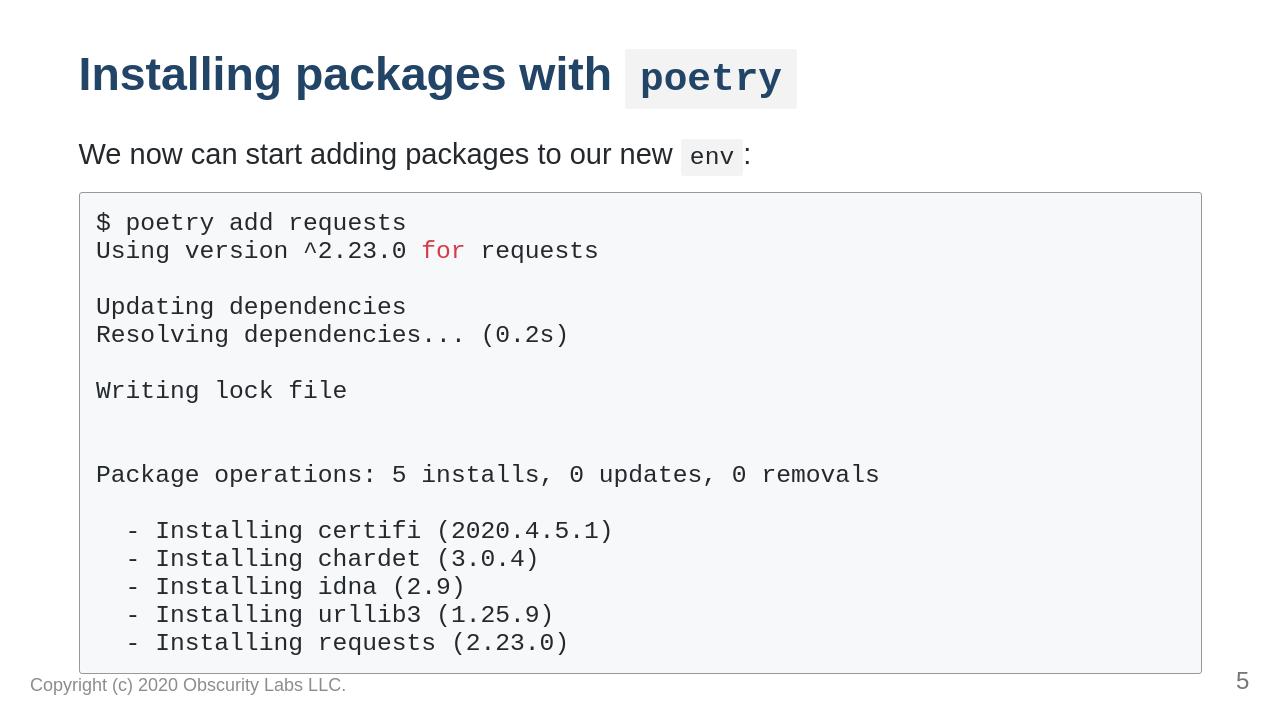 Installing packages with poetry
We now can start adding packages to our new env:
$ poetry add requests
Using version ^2.23.0 for requests
Updating dependencies
Resolving dependencies... (0.2s)
Writing lock file
Package operations: 5 installs, 0 updates, 0 removals
- Installing certifi (2020.4.5.1)
- Installing chardet (3.0.4)
- Installing idna (2.9)
- Installing urllib3 (1.25.9)
- Installing requests (2.23.0)
Copyright (c) 2020 Obscurity Labs LLC.
5